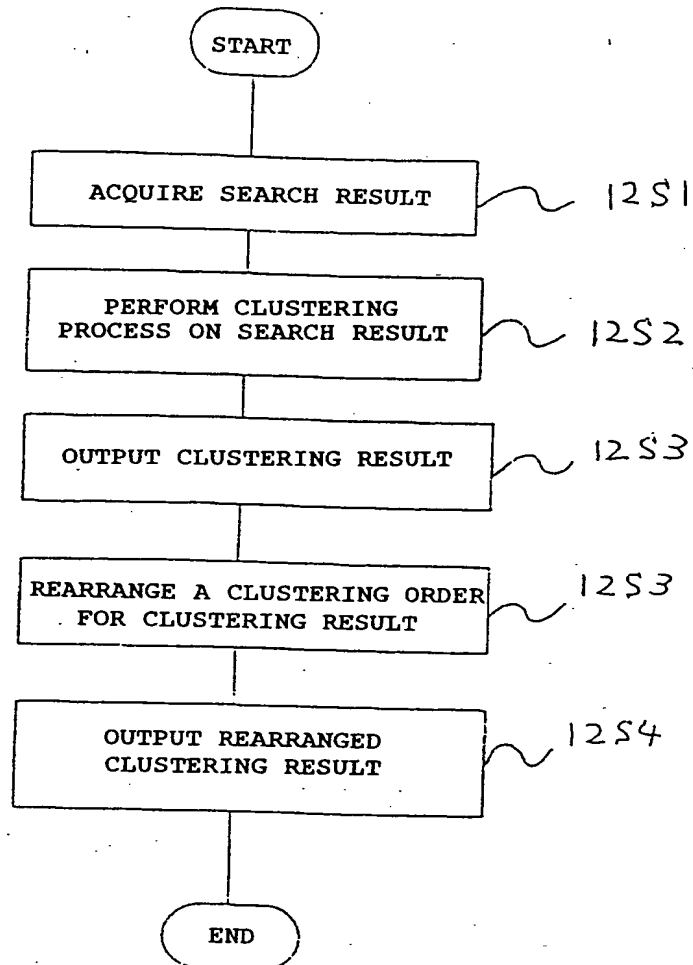 START
ACQUIRE SEARCH RESULT
12S1
PERFORM CLUSTERING
PROCESS ON SEARCH RESULT
12S2
OUTPUT CLUSTERING RESULT
12S3
REARRANGE A CLUSTERING ORDER
FOR CLUSTERING RESULT
12S3
OUTPUT REARRANGED
CLUSTERING RESULT
12S4
END